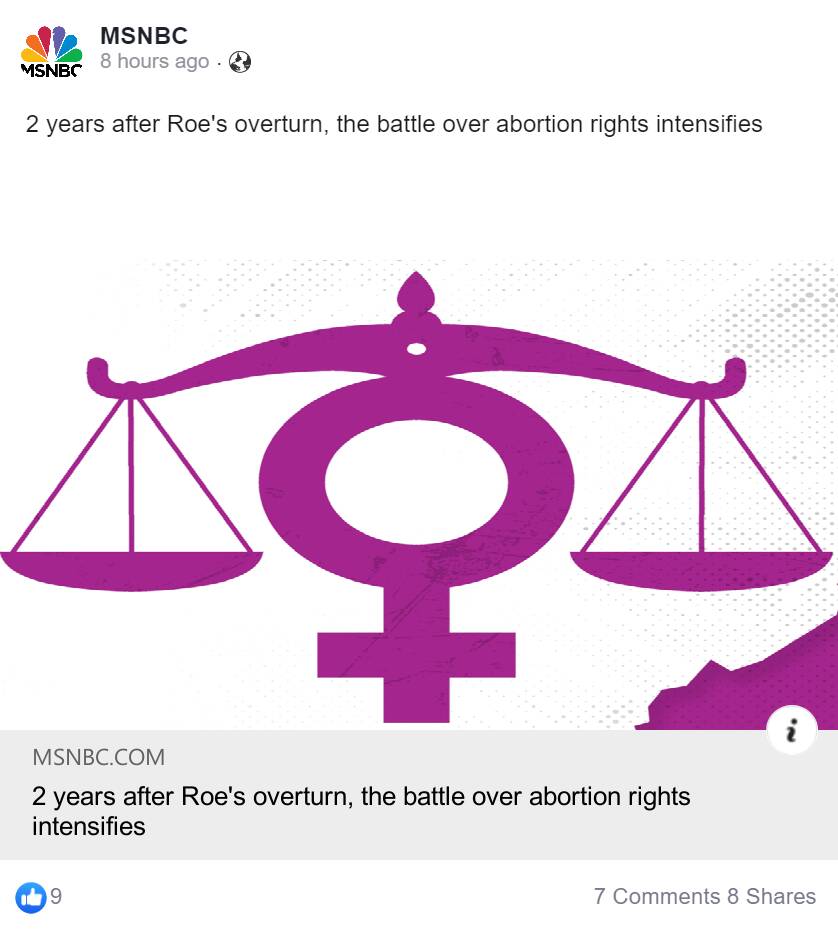 MSNBC
8 hours ago ·
MSNBC
2 years after Roe's overturn, the battle over abortion rights intensifies
i
MSNBC.COM
2 years after Roe's overturn, the battle over abortion rights
intensifies
9
7 Comments 8 Shares